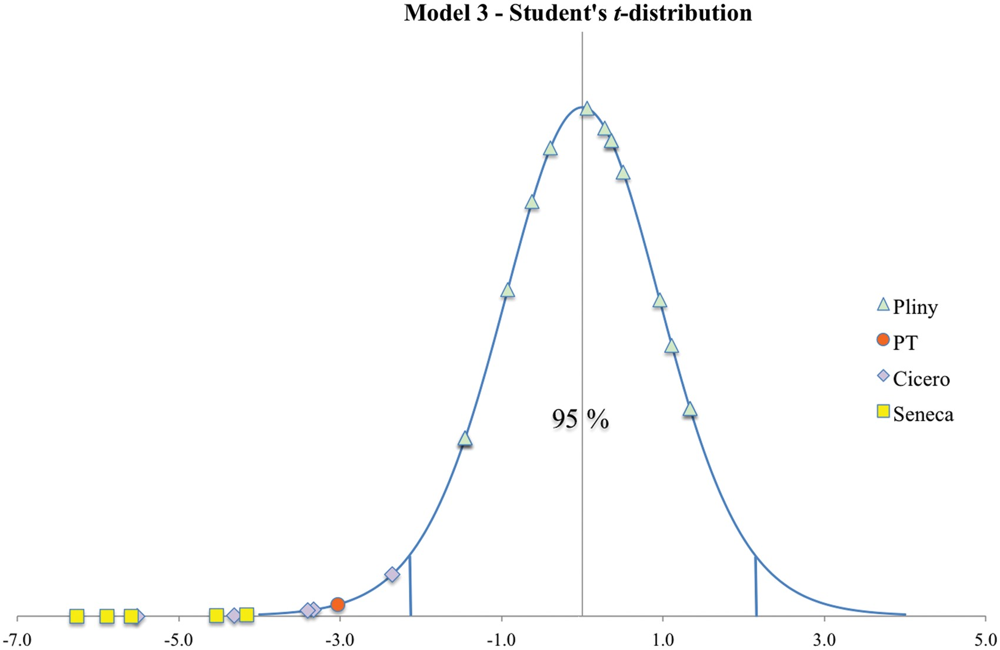 Model 3 - Student's t-distribution
95 %
Pliny
PT
Cicero
Seneca
-7.0 -5.0 -3.0 -1.0 1.0 3.0 5.0